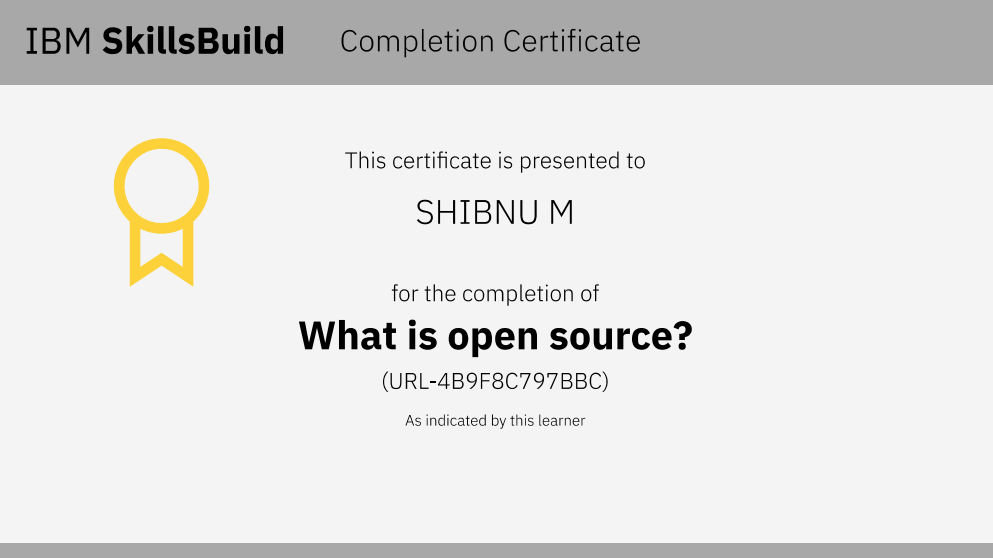 IBM SkillsBuild Completion Certificate
This certificate is presented to
SHIBNU M
for the completion of
What is open source?
(URL-4B9F8C797BBC)
As indicated by this learner